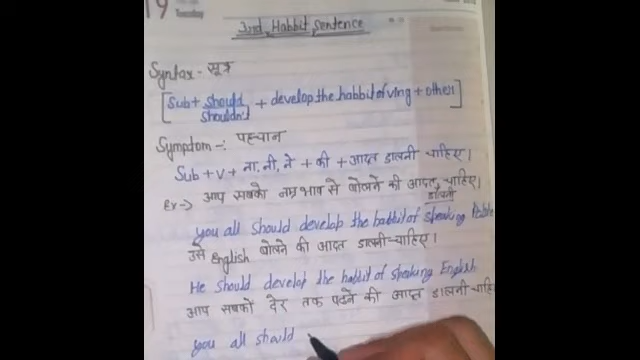 19
Tuesday
3rd Habbit Sentence
Syntax - सूत्र
[Sub + should/shouldn't + develop the habbit of ving + other]
Symptom -: पहचान
Sub + v + ना, नी, ने + की + आदत डालनी चाहिए।
Ex -> आप सबको नम्र भाव से बोलने की आदत डालनी चाहिए।
you all should develop the habbit of speaking
उसे English बोलने की आदत डालनी चाहिए।
He should develop the habbit of speaking English
आप सबको देर तक पढ़ने की आदत डालनी चाहि
you all should